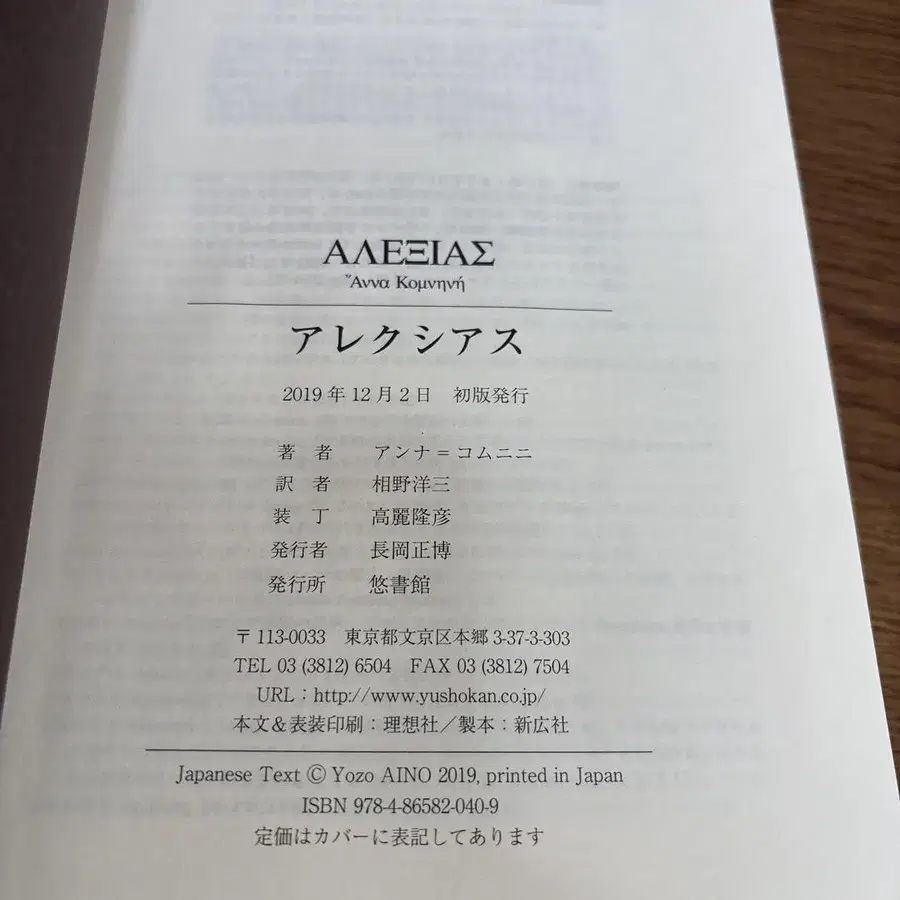 ΑΛΕΞΙΑΣ
Ἄννα Κομνηνή
アレクシアス
2019年12月2日　初版発行
著　者　アンナ＝コムニニ
訳　者　相野洋三
装　丁　高麗隆彦
発行者　長岡正博
発行所　悠書館
〒113-0033　東京都文京区本郷 3-37-3-303
TEL 03 (3812) 6504　FAX 03 (3812) 7504
URL：http://www.yushokan.co.jp/
本文＆表装印刷：理想社／製本：新広社
Japanese Text © Yozo AINO 2019, printed in Japan
ISBN 978-4-86582-040-9
定価はカバーに表記してあります